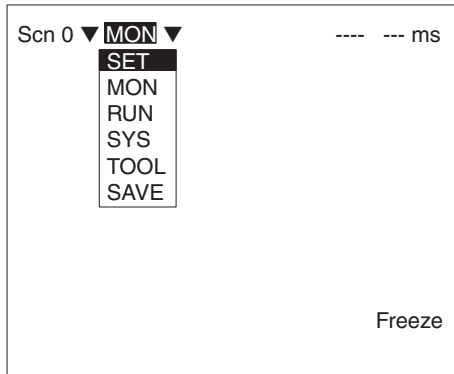 Scn 0 ▼ MON ▼ ---- --- ms
SET
MON
RUN
SYS
TOOL
SAVE
Freeze